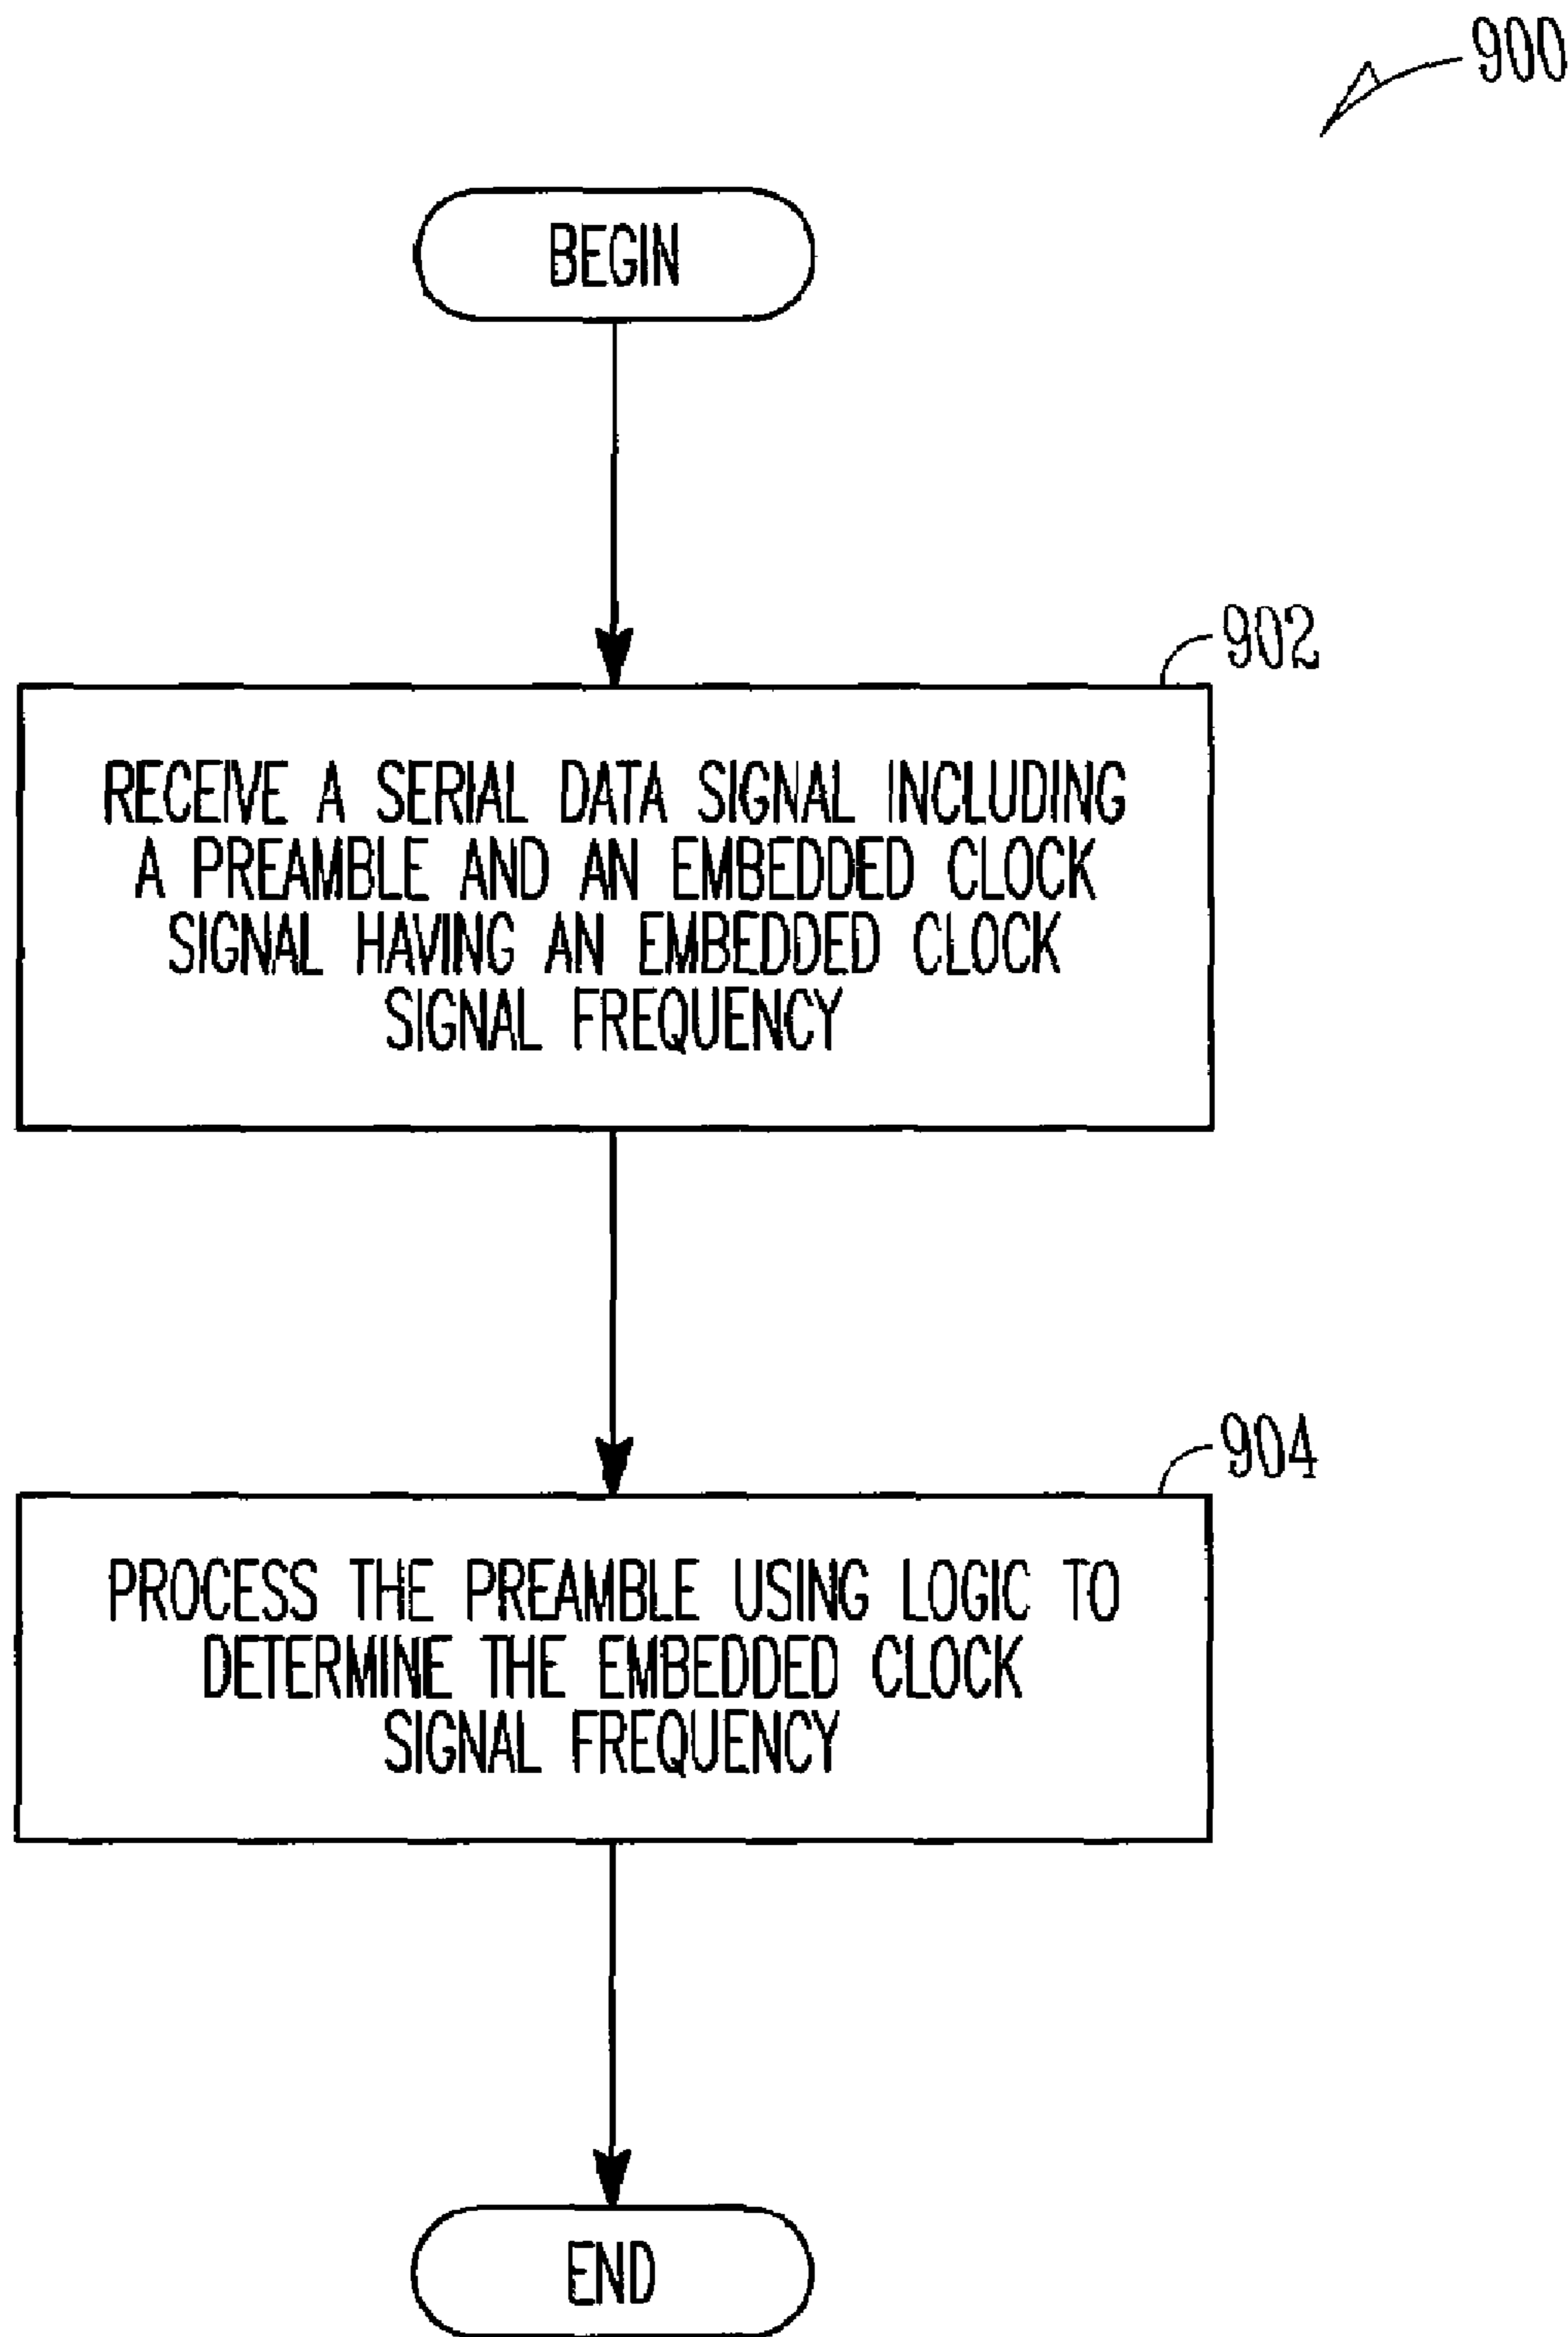 900
BEGIN
902
RECEIVE A SERIAL DATA SIGNAL INCLUDING
A PREAMBLE AND AN EMBEDDED CLOCK
SIGNAL HAVING AN EMBEDDED CLOCK
SIGNAL FREQUENCY
904
PROCESS THE PREAMBLE USING LOGIC TO
DETERMINE THE EMBEDDED CLOCK
SIGNAL FREQUENCY
END